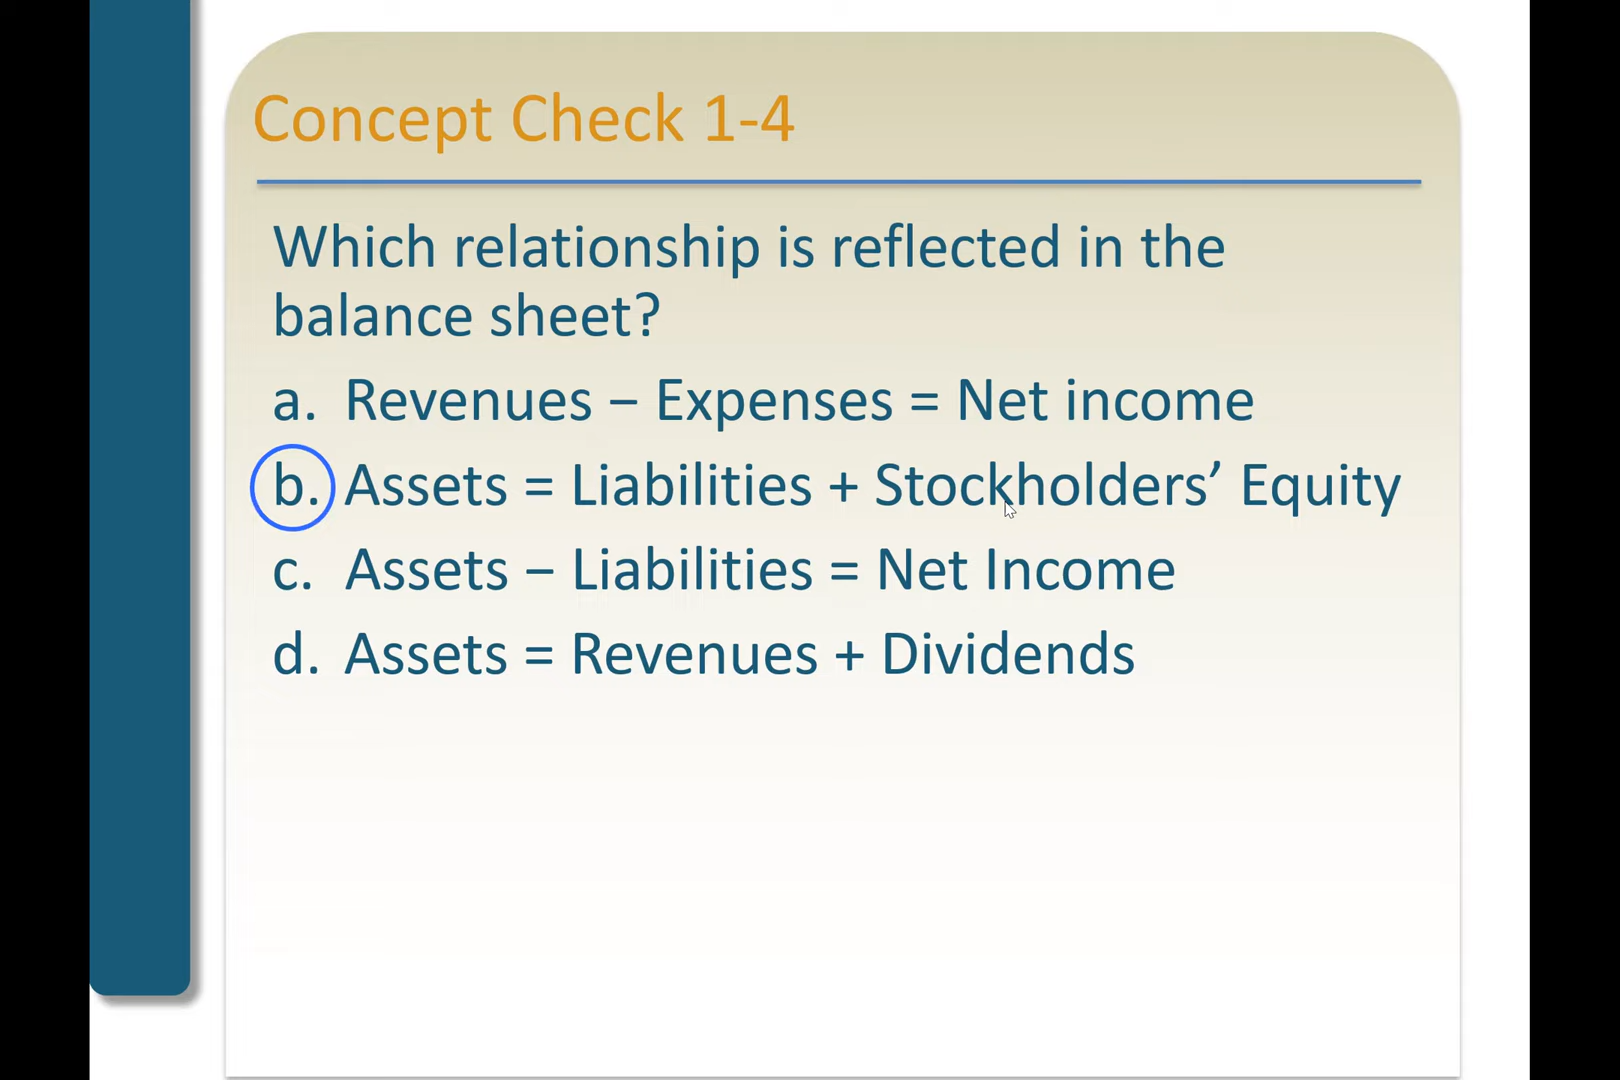 Concept Check 1-4
Which relationship is reflected in the
balance sheet?
a. Revenues – Expenses = Net income
b. Assets = Liabilities + Stockholders’ Equity
c. Assets – Liabilities = Net Income
d. Assets = Revenues + Dividends